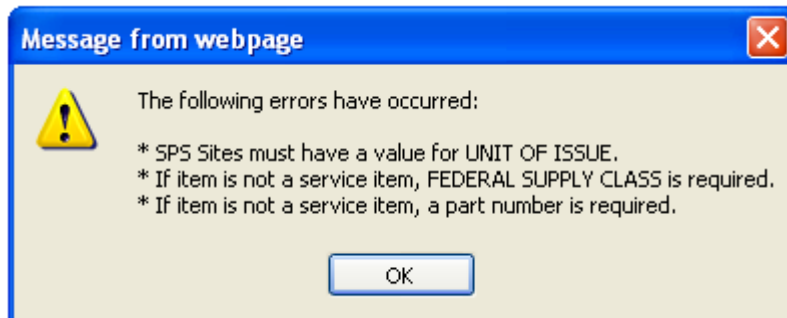 Message from webpage
The following errors have occurred:
* SPS Sites must have a value for UNIT OF ISSUE.
* If item is not a service item, FEDERAL SUPPLY CLASS is required.
* If item is not a service item, a part number is required.
OK